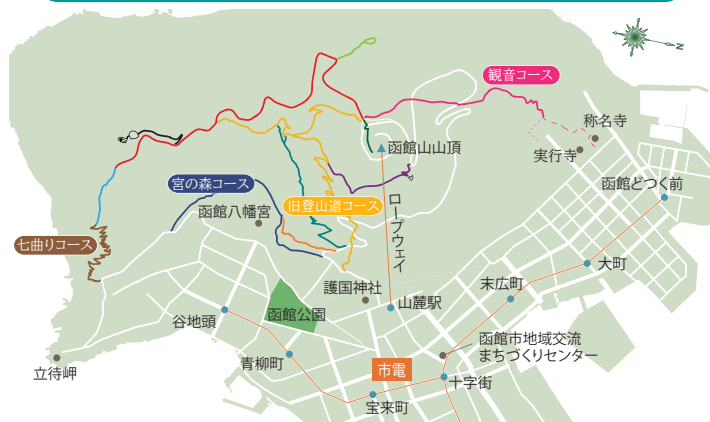 N
観音コース
称名寺
函館山山頂
実行寺
宮の森コース
函館どつく前
旧登山道コース
函館八幡宮
ロープウェイ
七曲りコース
大町
護国神社
末広町
山麓駅
函館公園
谷地頭
函館市地域交流
まちづくりセンター
青柳町
立待岬
市電
十字街
宝来町